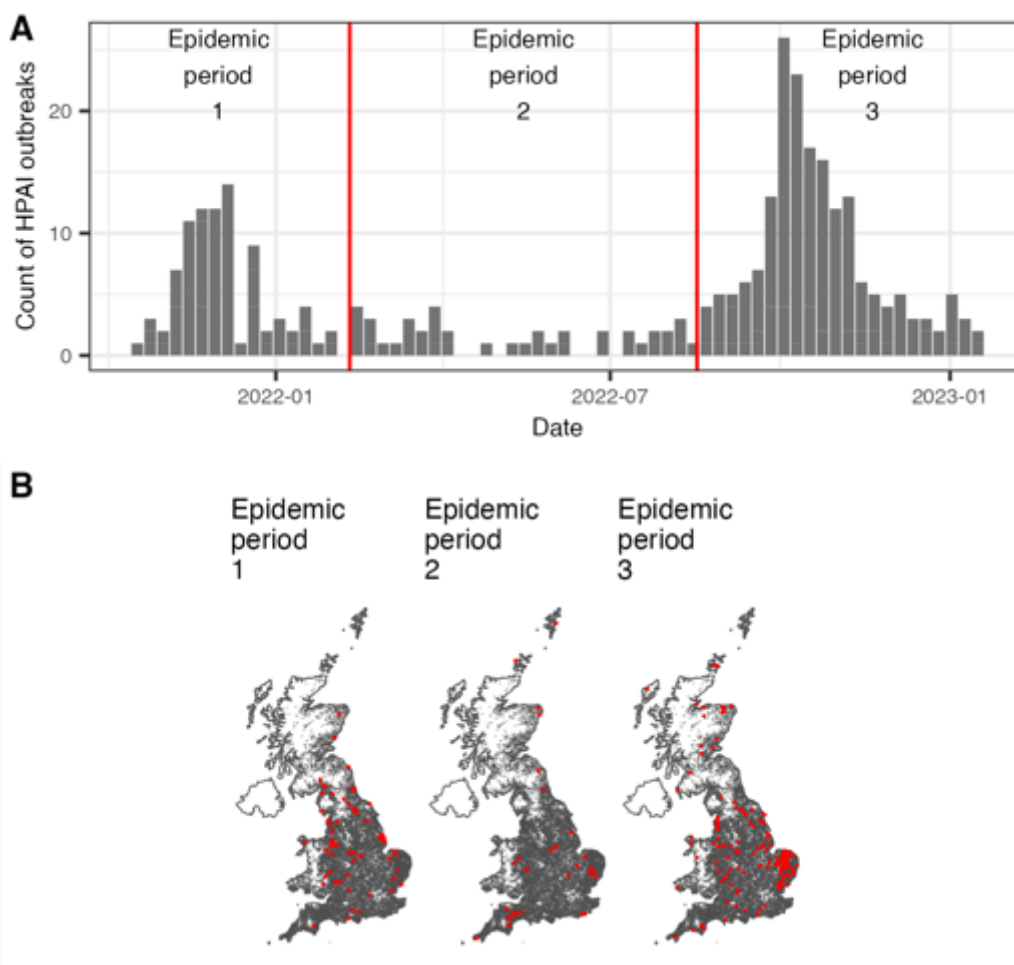 A
Epidemic period 1
Epidemic period 2
Epidemic period 3
Count of HPAI outbreaks
20
10
0
2022-01
2022-07
2023-01
Date
B
Epidemic period 1
Epidemic period 2
Epidemic period 3